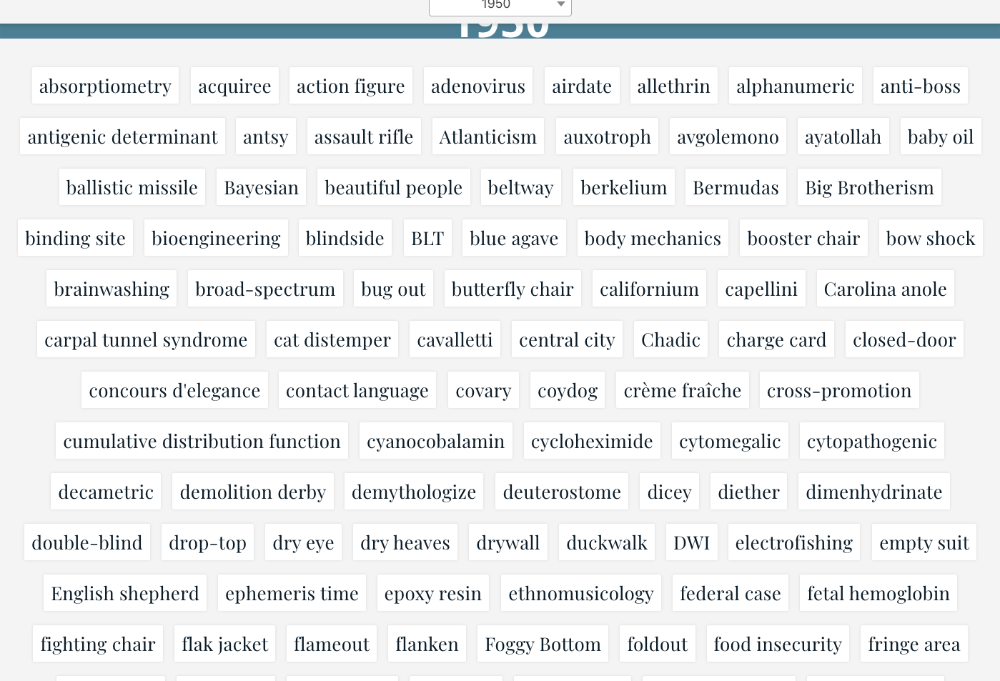 1950
1950
absorptiometry acquiree action figure adenovirus airdate allethrin alphanumeric anti-boss
antigenic determinant antsy assault rifle Atlanticism auxotroph avgolemono ayatollah baby oil
ballistic missile Bayesian beautiful people beltway berkelium Bermudas Big Brotherism
binding site bioengineering blindside BLT blue agave body mechanics booster chair bow shock
brainwashing broad-spectrum bug out butterfly chair californium capellini Carolina anole
carpal tunnel syndrome cat distemper cavalletti central city Chadic charge card closed-door
concours d'elegance contact language covary coydog crème fraîche cross-promotion
cumulative distribution function cyanocobalamin cycloheximide cytomegalic cytopathogenic
decametric demolition derby demythologize deuterostome dicey diether dimenhydrinate
double-blind drop-top dry eye dry heaves drywall duckwalk DWI electrofishing empty suit
English shepherd ephemeris time epoxy resin ethnomusicology federal case fetal hemoglobin
fighting chair flak jacket flameout flanken Foggy Bottom foldout food insecurity fringe area